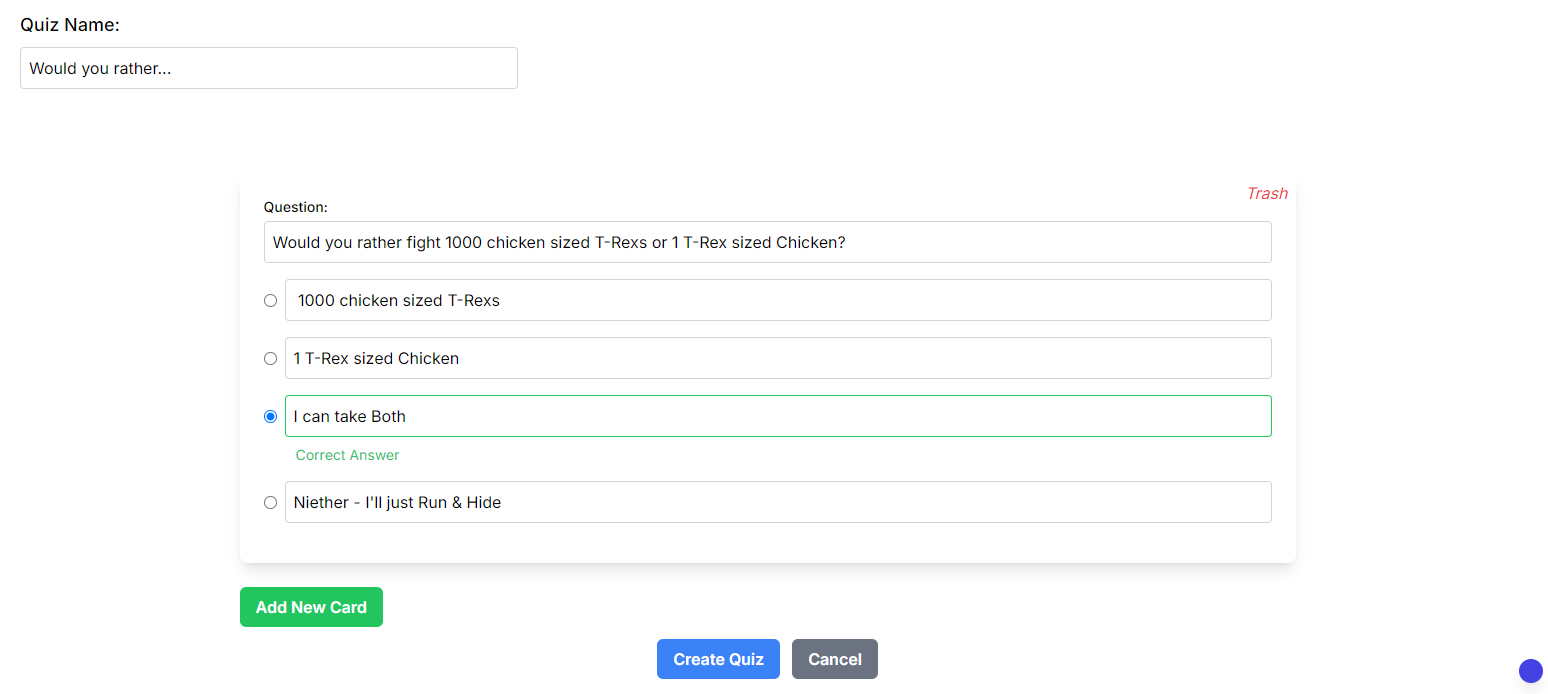 Quiz Name:
Would you rather...
Trash
Question:
Would you rather fight 1000 chicken sized T-Rexs or 1 T-Rex sized Chicken?
1000 chicken sized T-Rexs
1 T-Rex sized Chicken
I can take Both
Correct Answer
Niether - I'll just Run & Hide
Add New Card
Create Quiz Cancel